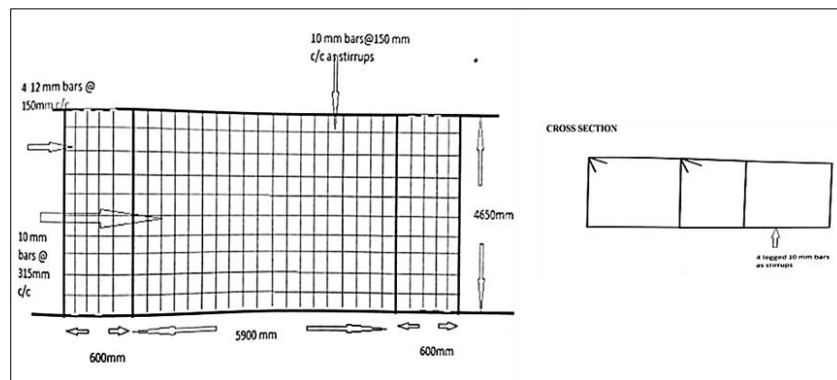 10 mm bars@150 mm
c/c as stirrups
4 12 mm bars @
150mm c/c
10 mm
bars @
315mm
c/c
4650mm
5900 mm
600mm
600mm
CROSS SECTION
4 legged 10 mm bars
as stirrups